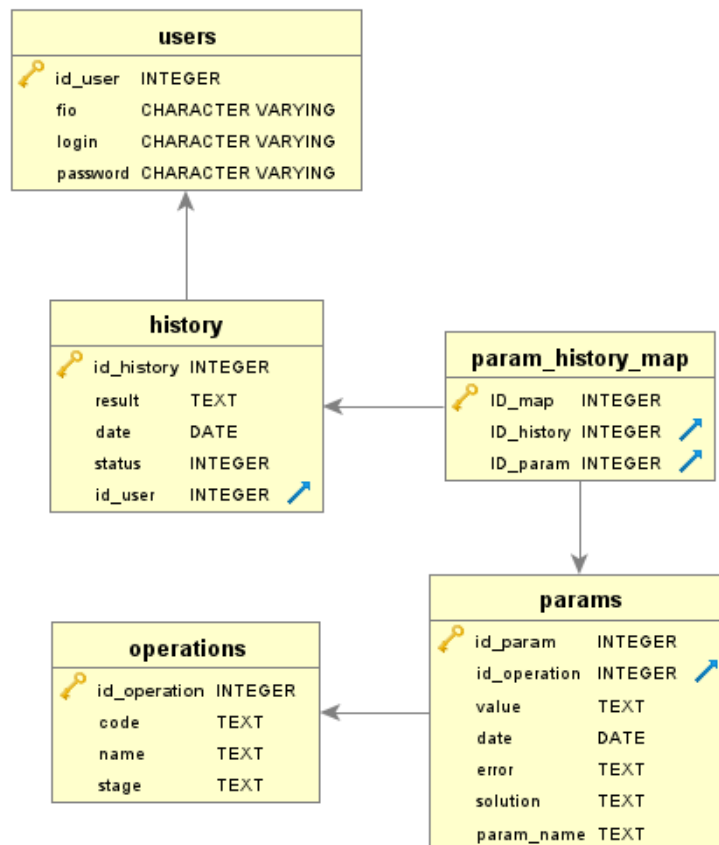 users
id_user INTEGER
fio CHARACTER VARYING
login CHARACTER VARYING
password CHARACTER VARYING
history
id_history INTEGER
result TEXT
date DATE
status INTEGER
id_user INTEGER
param_history_map
ID_map INTEGER
ID_history INTEGER
ID_param INTEGER
operations
id_operation INTEGER
code TEXT
name TEXT
stage TEXT
params
id_param INTEGER
id_operation INTEGER
value TEXT
date DATE
error TEXT
solution TEXT
param_name TEXT